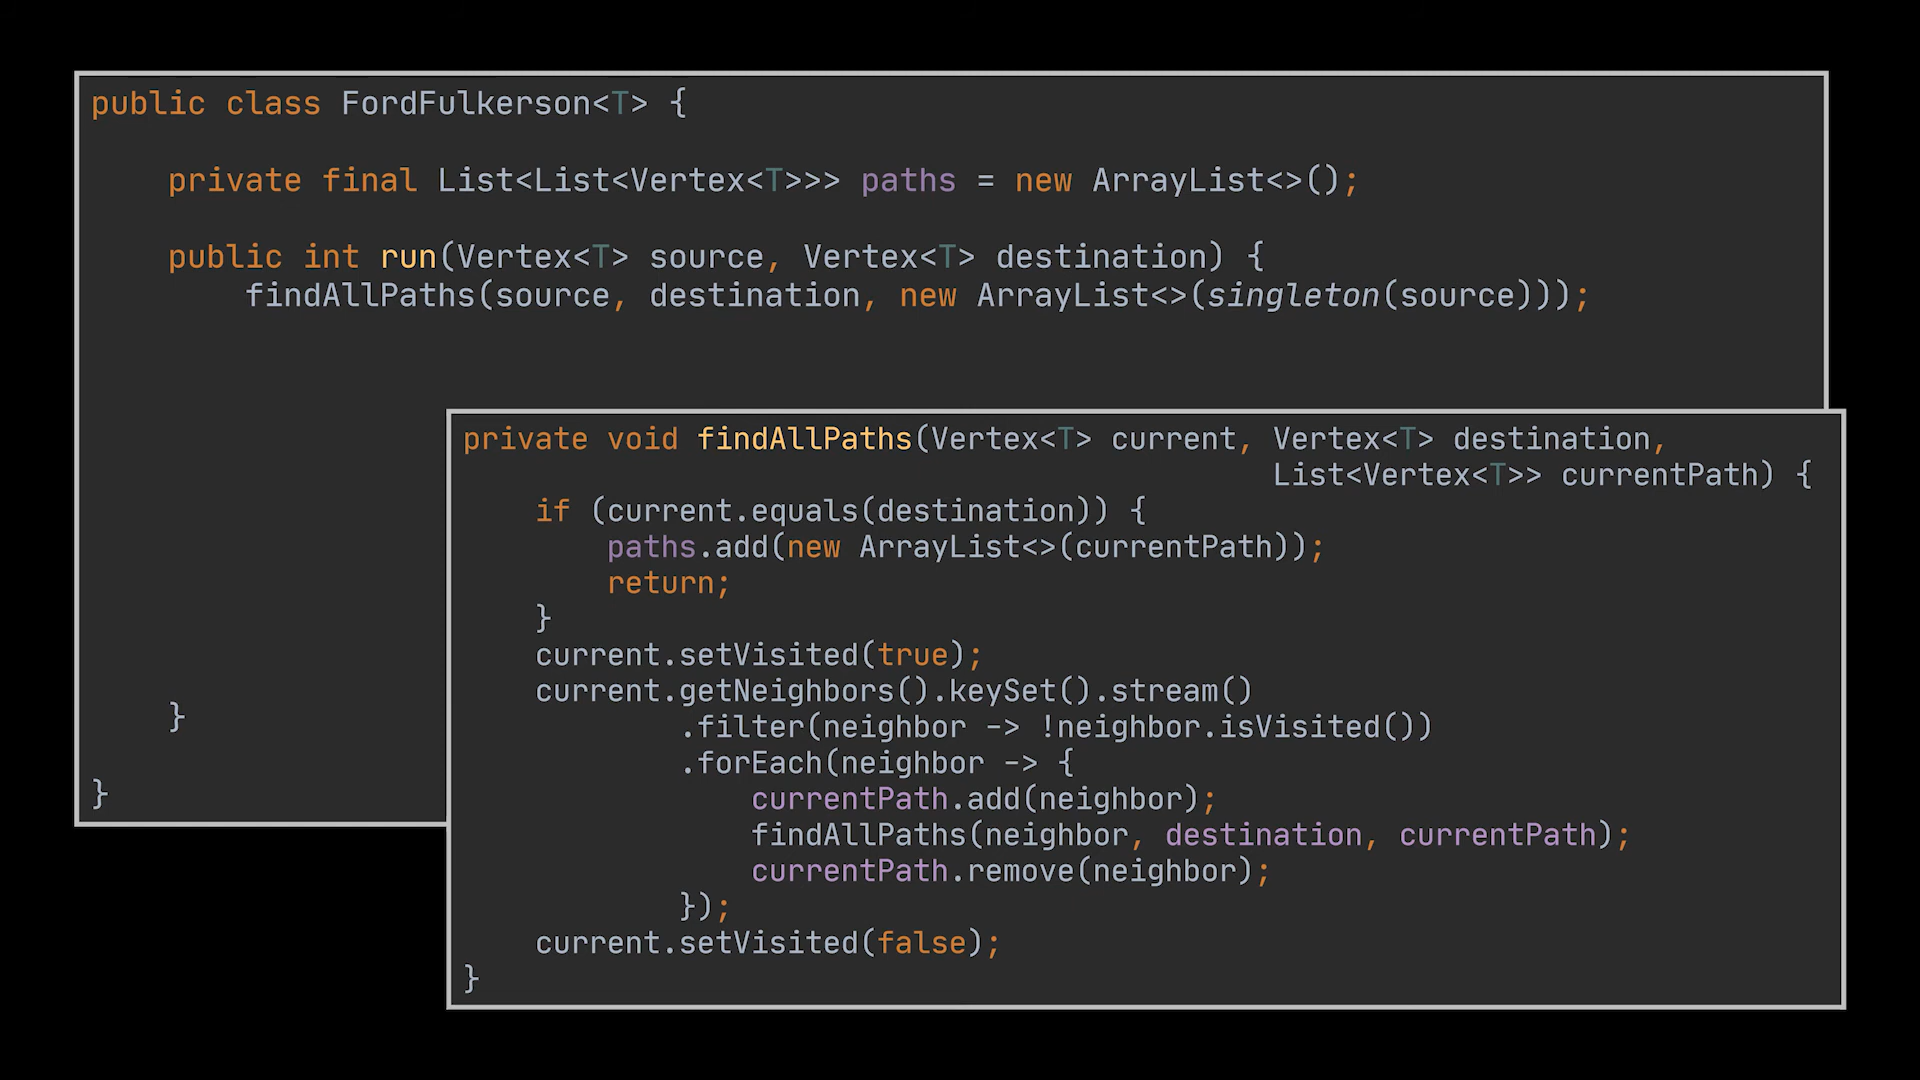 public class FordFulkerson<T> {
private final List<List<Vertex<T>>> paths = new ArrayList<>();
public int run(Vertex<T> source, Vertex<T> destination) {
findAllPaths(source, destination, new ArrayList<>(singleton(source)));
}
}
private void findAllPaths(Vertex<T> current, Vertex<T> destination,
List<Vertex<T>> currentPath) {
if (current.equals(destination)) {
paths.add(new ArrayList<>(currentPath));
return;
}
current.setVisited(true);
current.getNeighbors().keySet().stream()
.filter(neighbor -> !neighbor.isVisited())
.forEach(neighbor -> {
currentPath.add(neighbor);
findAllPaths(neighbor, destination, currentPath);
currentPath.remove(neighbor);
});
current.setVisited(false);
}